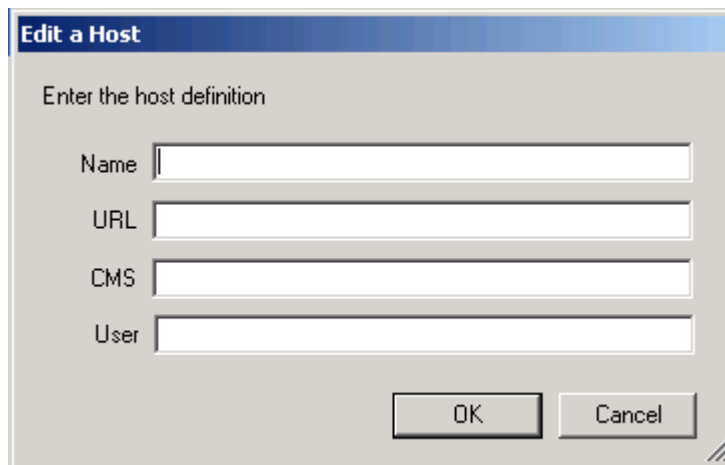 Edit a Host
Enter the host definition
Name
URL
CMS
User
OK Cancel